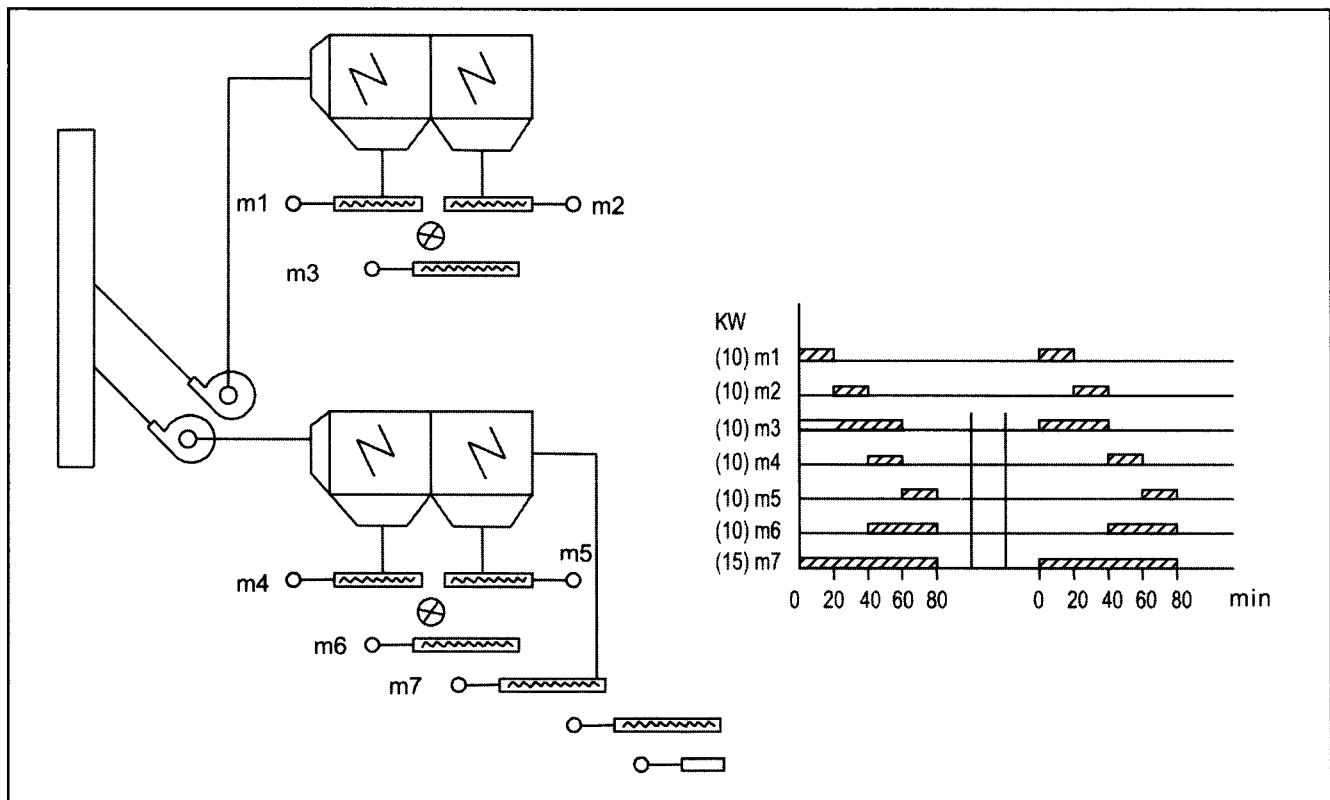 m1
m2
m3
m4
m5
m6
m7
KW
(10) m1
(10) m2
(10) m3
(10) m4
(10) m5
(10) m6
(15) m7
0 20 40 60 80 0 20 40 60 80 min